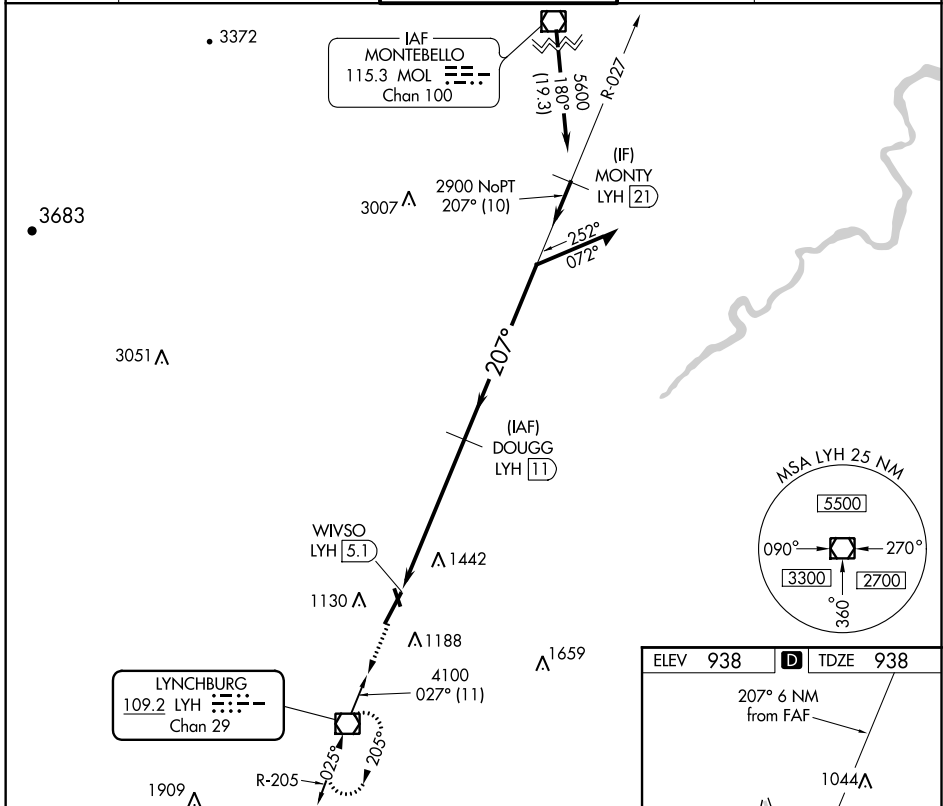 3372
IAF
MONTEBELLO
115.3 MOL
Chan 100
5600
180°
(19.3)
R-027
(IF)
MONTY
LYH 21
2900 NoPT
207° (10)
3007
3683
252°
072°
207°
3051
(IAF)
DOUGG
LYH 11
MSA LYH 25 NM
5500
090°
270°
3300
2700
360°
WIVSO
LYH 5.1
1442
1130
1188
1659
4100
027° (11)
LYNCHBURG
109.2 LYH
Chan 29
025°
205°
R-205
1909
ELEV 938
D
TDZE 938
207° 6 NM
from FAF
1044